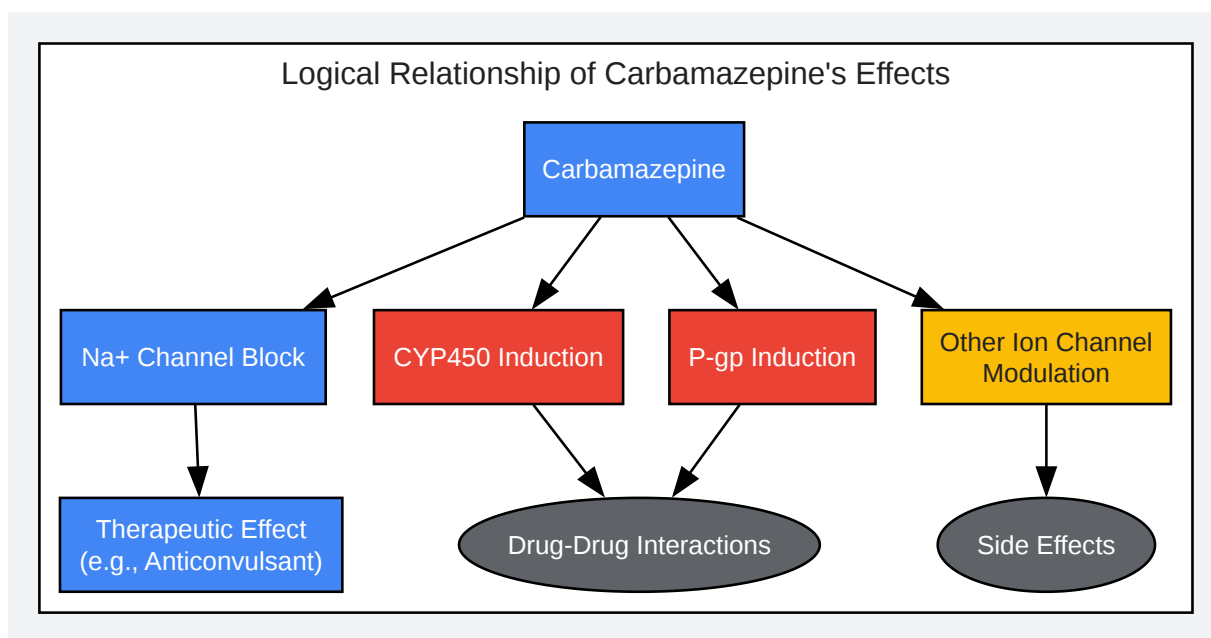 Logical Relationship of Carbamazepine's Effects
Carbamazepine
Na+ Channel Block
CYP450 Induction
P-gp Induction
Other Ion Channel
Modulation
Therapeutic Effect
(e.g., Anticonvulsant)
Drug-Drug Interactions
Side Effects